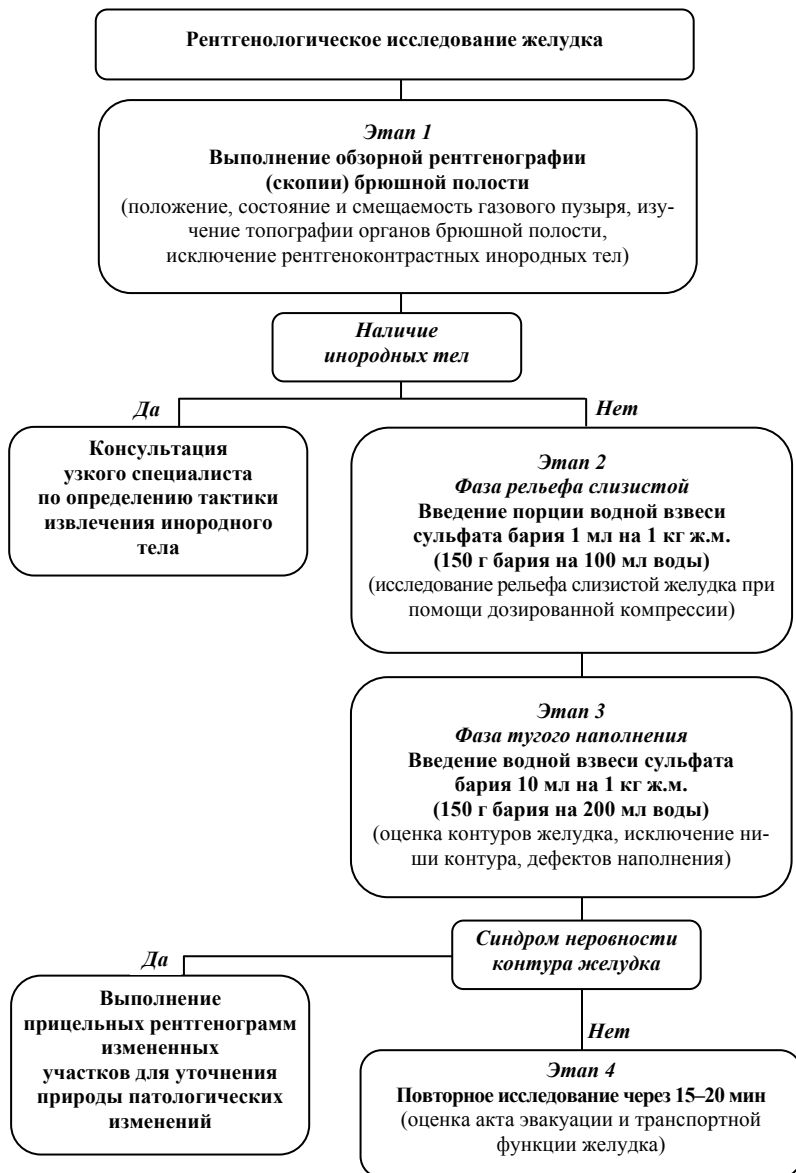 Рентгенологическое исследование желудка
Этап 1
Выполнение обзорной рентгенографии
(скопии) брюшной полости
(положение, состояние и смещаемость газового пузыря, изу-
чение топографии органов брюшной полости,
исключение рентгеноконтрастных инородных тел)
Наличие
инородных тел
Да
Нет
Консультация
узкого специалиста
по определению тактики
извлечения инородного
тела
Этап 2
Фаза рельефа слизистой
Введение порции водной взвеси
сульфата бария 1 мл на 1 кг ж.м.
(150 г бария на 100 мл воды)
(исследование рельефа слизистой желудка при
помощи дозированной компрессии)
Этап 3
Фаза тугого наполнения
Введение водной взвеси сульфата
бария 10 мл на 1 кг ж.м.
(150 г бария на 200 мл воды)
(оценка контуров желудка, исключение ни-
ши контура, дефектов наполнения)
Синдром неровности
контура желудка
Да
Нет
Выполнение
прицельных рентгенограмм
измененных
участков для уточнения
природы патологических
изменений
Этап 4
Повторное исследование через 15–20 мин
(оценка акта эвакуации и транспортной
функции желудка)